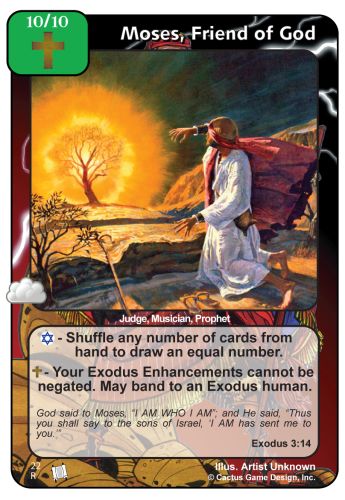 10/10
Moses, Friend of God
Judge, Musician, Prophet
- Shuffle any number of cards from
hand to draw an equal number.
- Your Exodus Enhancements cannot be
negated. May band to an Exodus human.
God said to Moses, “I AM WHO I AM”; and He said, “Thus
you shall say to the sons of Israel, ‘I AM has sent me to
you.’”
Exodus 3:14
22
R
Illus. Artist Unknown
© Cactus Game Design, Inc.